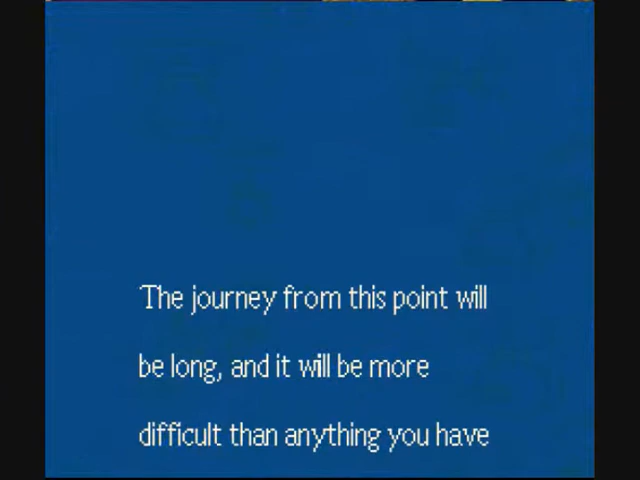 The journey from this point will
be long, and it will be more
difficult than anything you have